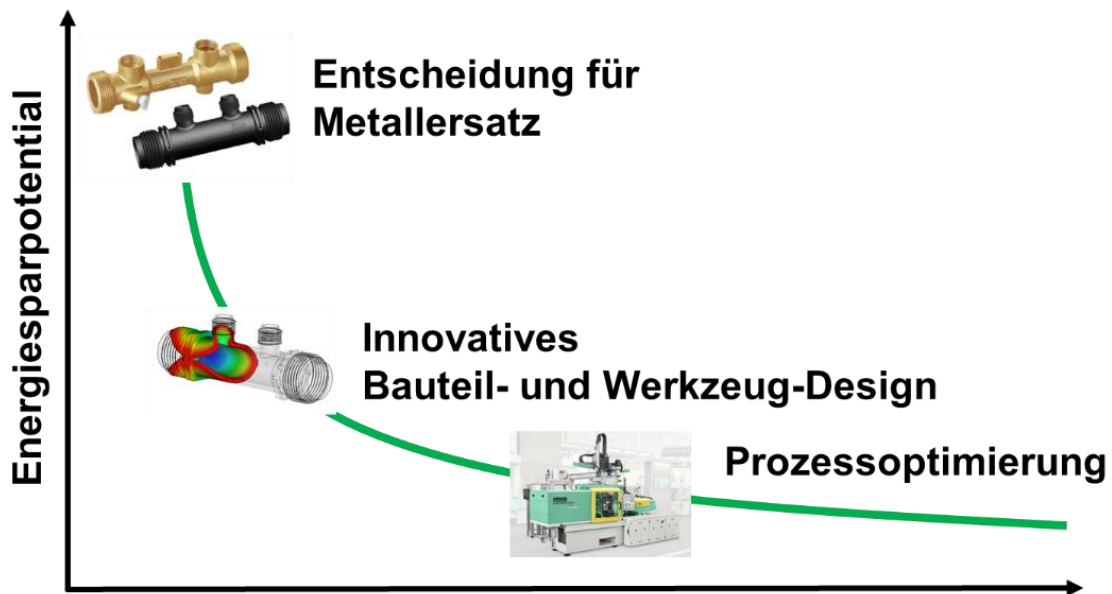 Energiesparpotential
Entscheidung für
Metallersatz
Innovatives
Bauteil- und Werkzeug-Design
Prozessoptimierung